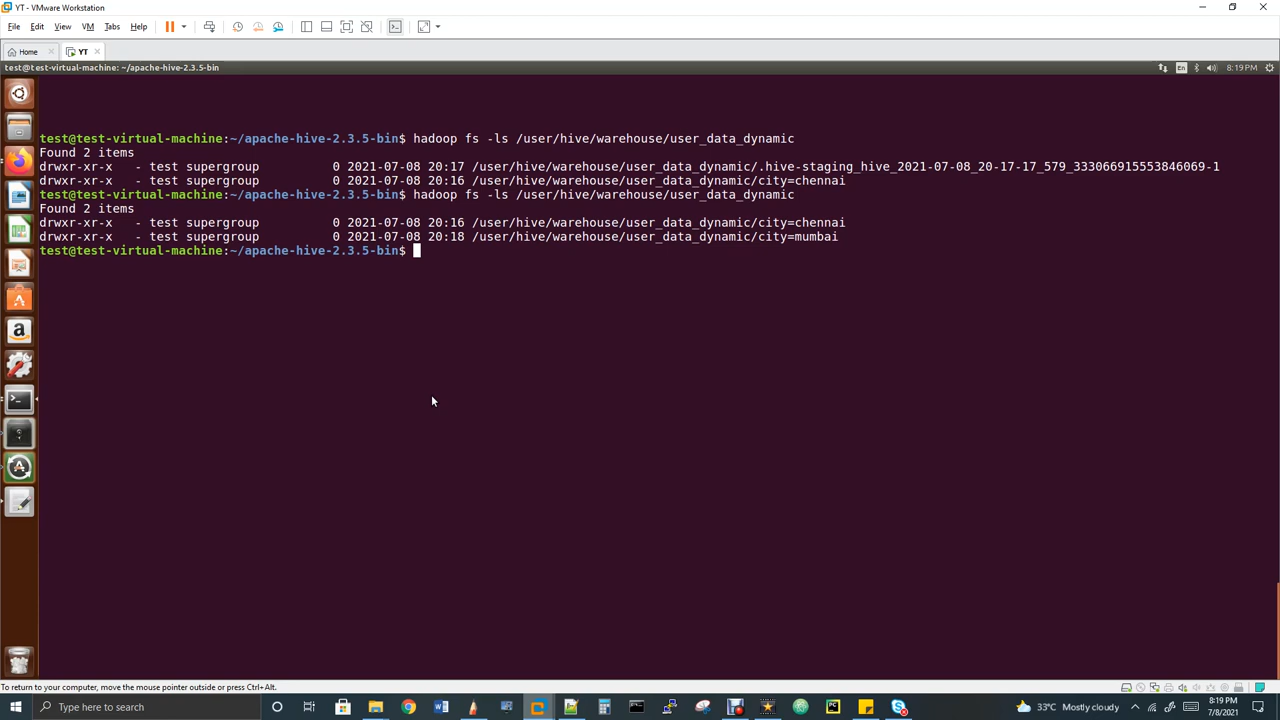 YT - VMware Workstation
File Edit View VM Tabs Help
Home YT
test@test-virtual-machine: ~/apache-hive-2.3.5-bin En 8:19 PM
test@test-virtual-machine:~/apache-hive-2.3.5-bin$ hadoop fs -ls /user/hive/warehouse/user_data_dynamic
Found 2 items
drwxr-xr-x - test supergroup 0 2021-07-08 20:17 /user/hive/warehouse/user_data_dynamic/.hive-staging_hive_2021-07-08_20-17-17_579_333066915553846069-1
drwxr-xr-x - test supergroup 0 2021-07-08 20:16 /user/hive/warehouse/user_data_dynamic/city=chennai
test@test-virtual-machine:~/apache-hive-2.3.5-bin$ hadoop fs -ls /user/hive/warehouse/user_data_dynamic
Found 2 items
drwxr-xr-x - test supergroup 0 2021-07-08 20:16 /user/hive/warehouse/user_data_dynamic/city=chennai
drwxr-xr-x - test supergroup 0 2021-07-08 20:18 /user/hive/warehouse/user_data_dynamic/city=mumbai
test@test-virtual-machine:~/apache-hive-2.3.5-bin$
To return to your computer, move the mouse pointer outside or press Ctrl+Alt.
Type here to search
33°C Mostly cloudy
8:19 PM
7/8/2021